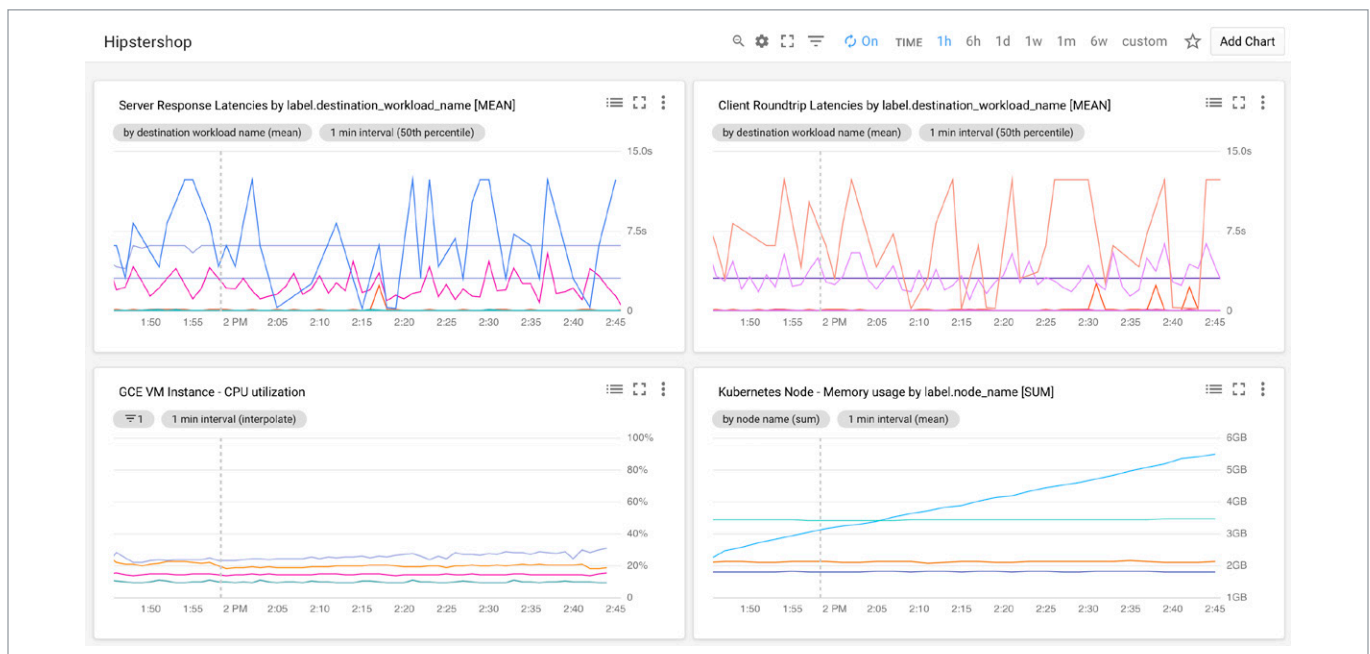 Hipstershop
On TIME 1h 6h 1d 1w 1m 6w custom Add Chart
Server Response Latencies by label.destination_workload_name [MEAN]
by destination workload name (mean) 1 min interval (50th percentile)
15.0s
7.5s
0
1:50 1:55 2 PM 2:05 2:10 2:15 2:20 2:25 2:30 2:35 2:40 2:45
Client Roundtrip Latencies by label.destination_workload_name [MEAN]
by destination workload name (mean) 1 min interval (50th percentile)
15.0s
7.5s
0
1:50 1:55 2 PM 2:05 2:10 2:15 2:20 2:25 2:30 2:35 2:40 2:45
GCE VM Instance - CPU utilization
1 1 min interval (interpolate)
100%
80%
60%
40%
20%
0
1:50 1:55 2 PM 2:05 2:10 2:15 2:20 2:25 2:30 2:35 2:40 2:45
Kubernetes Node - Memory usage by label.node_name [SUM]
by node name (sum) 1 min interval (mean)
6GB
5GB
4GB
3GB
2GB
1GB
1:50 1:55 2 PM 2:05 2:10 2:15 2:20 2:25 2:30 2:35 2:40 2:45